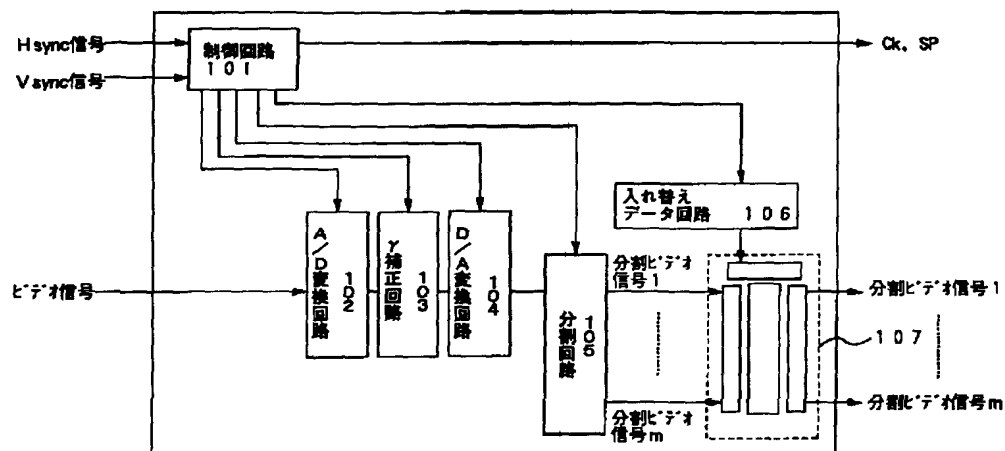 Hsync信号
Vsync信号
制御回路
101
Ck、SP
入れ替え
データ回路 106
ビデオ信号
A/D変換回路
102
γ補正回路
103
D/A変換回路
104
分割回路
105
分割ビデオ
信号1
分割ビデオ
信号m
分割ビデオ信号1
107
分割ビデオ信号m